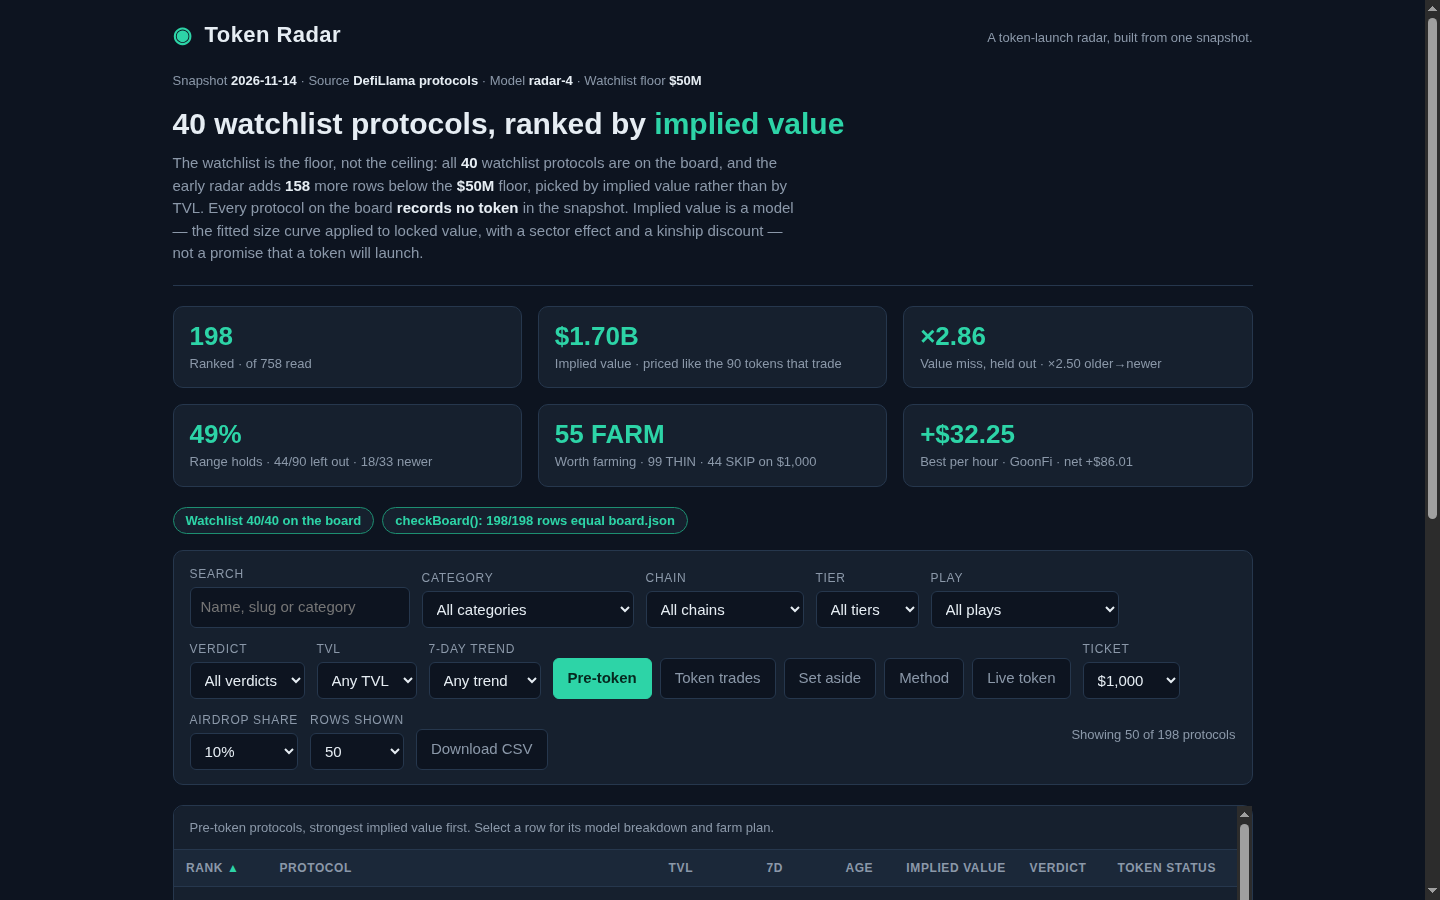 Token Radar
A token-launch radar, built from one snapshot.
Snapshot 2026-11-14 · Source DefiLlama protocols · Model radar-4 · Watchlist floor $50M
40 watchlist protocols, ranked by implied value
The watchlist is the floor, not the ceiling: all 40 watchlist protocols are on the board, and the
early radar adds 158 more rows below the $50M floor, picked by implied value rather than by
TVL. Every protocol on the board records no token in the snapshot. Implied value is a model
— the fitted size curve applied to locked value, with a sector effect and a kinship discount —
not a promise that a token will launch.
198
Ranked · of 758 read
$1.70B
Implied value · priced like the 90 tokens that trade
×2.86
Value miss, held out · ×2.50 older→newer
49%
Range holds · 44/90 left out · 18/33 newer
55 FARM
Worth farming · 99 THIN · 44 SKIP on $1,000
+$32.25
Best per hour · GoonFi · net +$86.01
Watchlist 40/40 on the board
checkBoard(): 198/198 rows equal board.json
SEARCH
Name, slug or category
CATEGORY
All categories
CHAIN
All chains
TIER
All tiers
PLAY
All plays
VERDICT
All verdicts
TVL
Any TVL
7-DAY TREND
Any trend
Pre-token
Token trades
Set aside
Method
Live token
TICKET
$1,000
AIRDROP SHARE
10%
ROWS SHOWN
50
Download CSV
Showing 50 of 198 protocols
Pre-token protocols, strongest implied value first. Select a row for its model breakdown and farm plan.
RANK ▲ PROTOCOL TVL 7D AGE IMPLIED VALUE VERDICT TOKEN STATUS